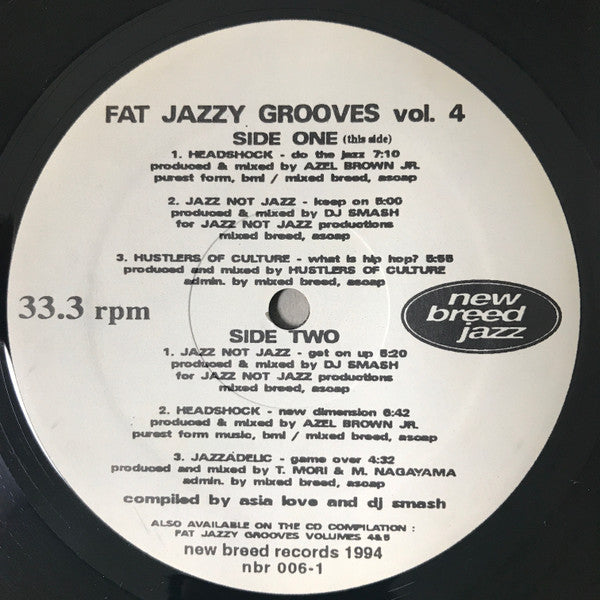 FAT JAZZY GROOVES vol. 4
SIDE ONE (this side)
1. HEADSHOCK - do the jazz 7:10
produced & mixed by AZEL BROWN JR.
purest form, bmi / mixed breed, ascap
2. JAZZ NOT JAZZ - keep on 5:00
produced & mixed by DJ SMASH
for JAZZ NOT JAZZ productions
mixed breed, ascap
3. HUSTLERS OF CULTURE - what is hip hop? 5:55
produced and mixed by HUSTLERS OF CULTURE
admin. by mixed breed, ascap
33.3 rpm
new
breed
jazz
SIDE TWO
1. JAZZ NOT JAZZ - get on up 5:20
produced & mixed by DJ SMASH
for JAZZ NOT JAZZ productions
mixed breed, ascap
2. HEADSHOCK - new dimension 6:42
produced & mixed by AZEL BROWN JR.
purest form music, bmi / mixed breed, ascap
3. JAZZADELIC - game over 4:32
produced and mixed by T. MORI & M. NAGAYAMA
admin. by mixed breed, ascap
compiled by asia love and dj smash
ALSO AVAILABLE ON THE CD COMPILATION :
FAT JAZZY GROOVES VOLUMES 4&5
new breed records 1994
nbr 006-1